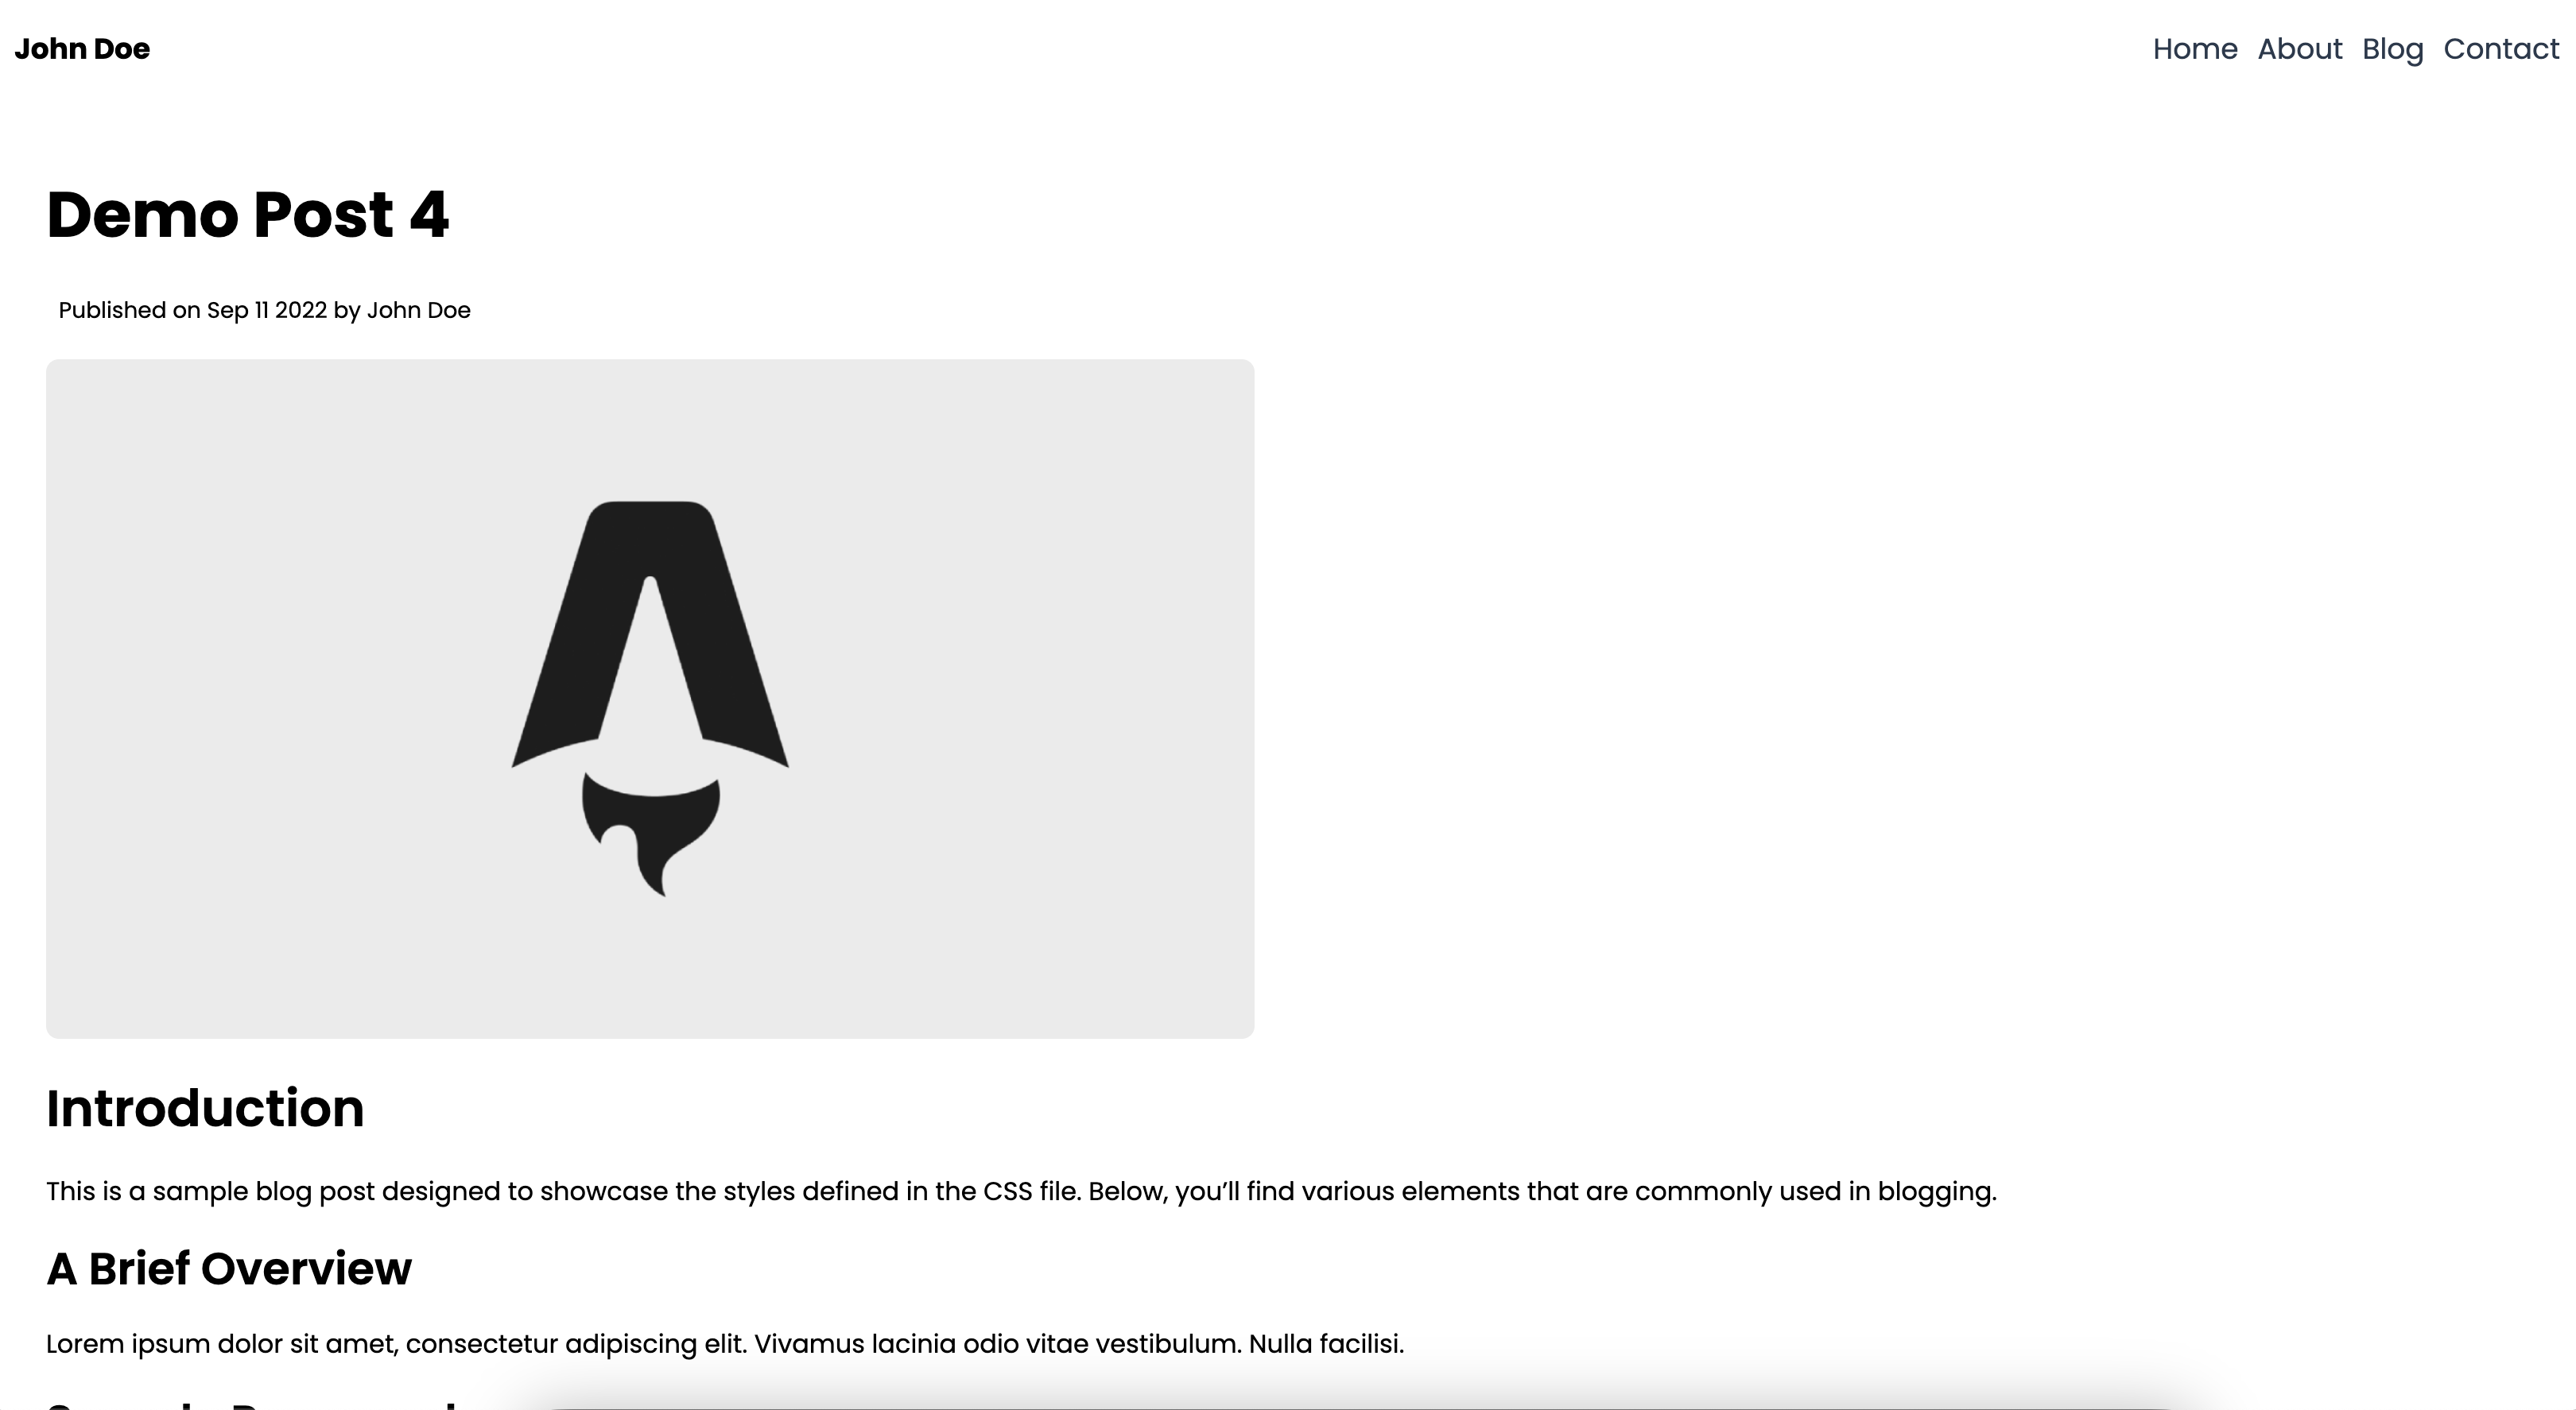 John Doe
Home About Blog Contact
Demo Post 4
Published on Sep 11 2022 by John Doe
Introduction
This is a sample blog post designed to showcase the styles defined in the CSS file. Below, you’ll find various elements that are commonly used in blogging.
A Brief Overview
Lorem ipsum dolor sit amet, consectetur adipiscing elit. Vivamus lacinia odio vitae vestibulum. Nulla facilisi.